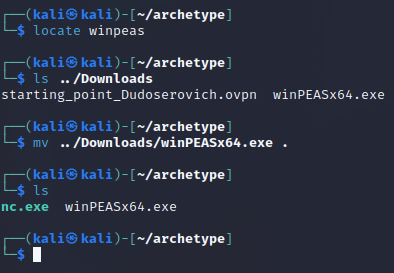 ┌──(kali㉿kali)-[~/archetype]
└─$ locate winpeas
┌──(kali㉿kali)-[~/archetype]
└─$ ls ../Downloads
starting_point_Dudoserovich.ovpn  winPEASx64.exe
┌──(kali㉿kali)-[~/archetype]
└─$ mv ../Downloads/winPEASx64.exe .
┌──(kali㉿kali)-[~/archetype]
└─$ ls
nc.exe  winPEASx64.exe
┌──(kali㉿kali)-[~/archetype]
└─$